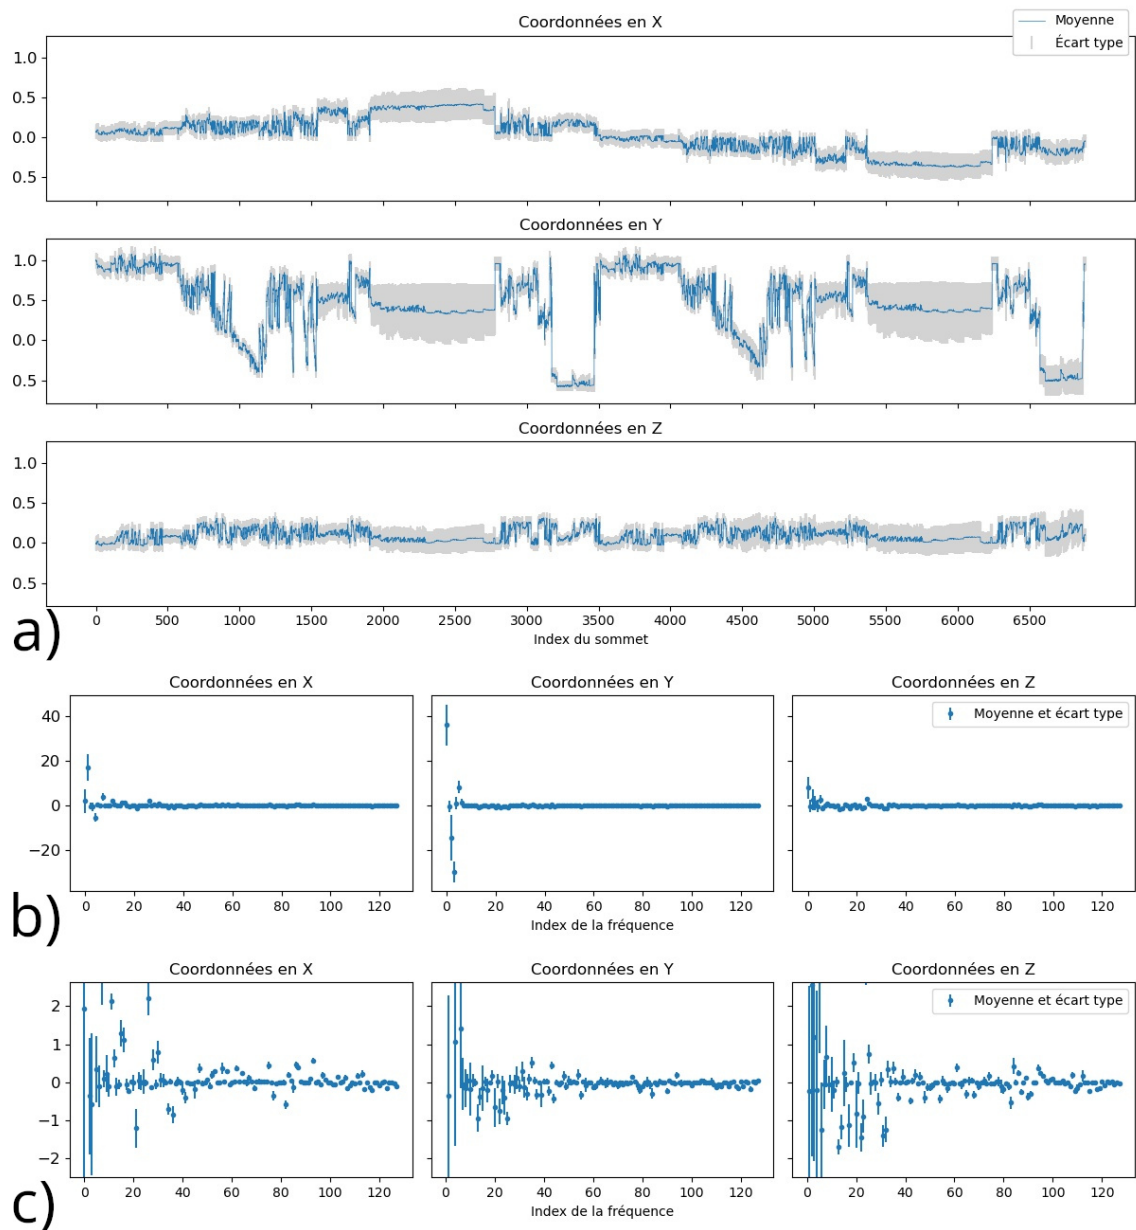 Coordonnées en X
Moyenne
Écart type
1.0
0.5
0.0
0.5
Coordonnées en Y
1.0
0.5
0.0
0.5
Coordonnées en Z
1.0
0.5
0.0
0.5
0 500 1000 1500 2000 2500 3000 3500 4000 4500 5000 5500 6000 6500
Index du sommet
a)
Coordonnées en X Coordonnées en Y Coordonnées en Z
Moyenne et écart type
40
20
0
−20
0 20 40 60 80 100 120 0 20 40 60 80 100 120 0 20 40 60 80 100 120
Index de la fréquence
b)
Coordonnées en X Coordonnées en Y Coordonnées en Z
Moyenne et écart type
2
1
0
−1
−2
0 20 40 60 80 100 120 0 20 40 60 80 100 120 0 20 40 60 80 100 120
Index de la fréquence
c)